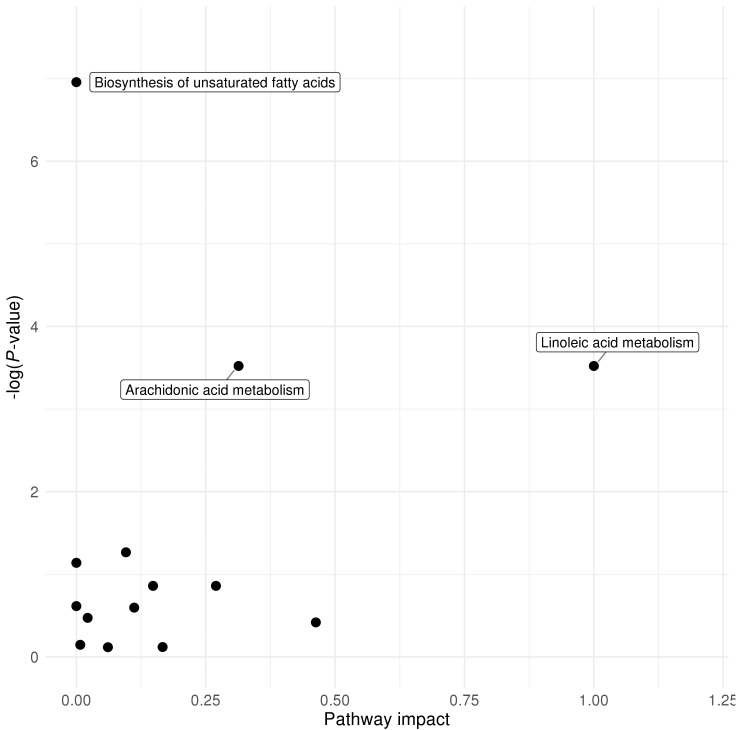 Biosynthesis of unsaturated fatty acids
6
-log(P-value)
4
Linoleic acid metabolism
Arachidonic acid metabolism
2
0
0.00 0.25 0.50 0.75 1.00 1.25
Pathway impact